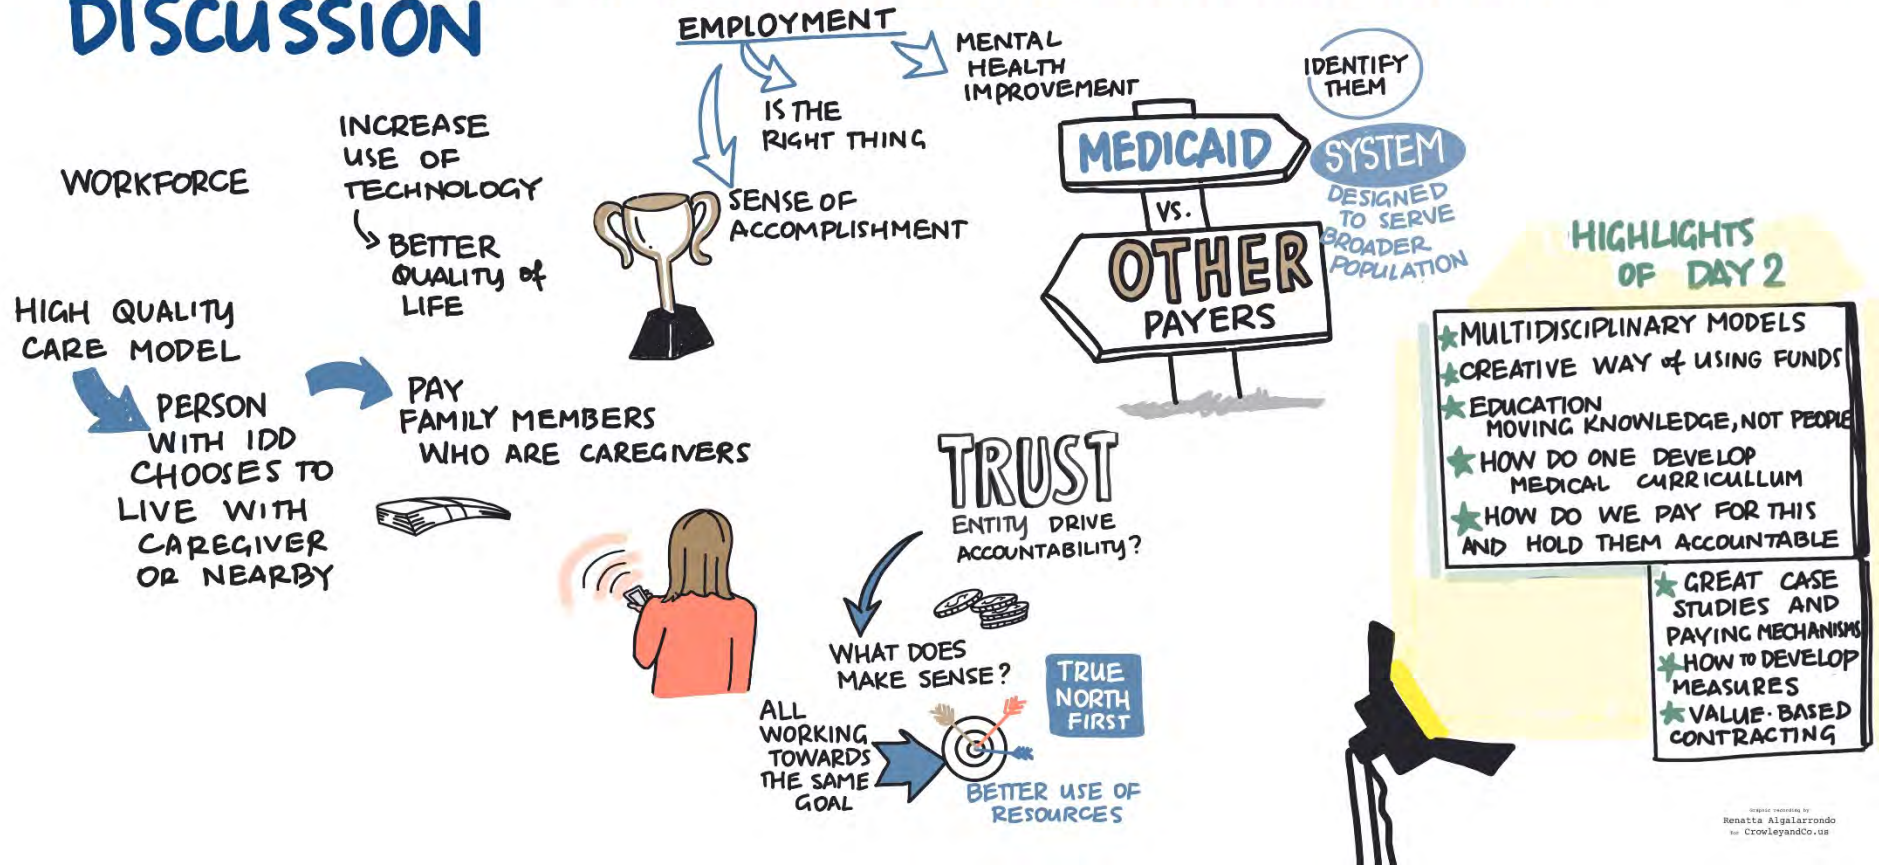 DISCUSSION
WORKFORCE
INCREASE
USE OF
TECHNOLOGY
BETTER
QUALITY of
LIFE
HIGH QUALITY
CARE MODEL
PERSON
WITH IDD
CHOOSES TO
LIVE WITH
CAREGIVER
OR NEARBY
PAY
FAMILY MEMBERS
WHO ARE CAREGIVERS
EMPLOYMENT
IS THE
RIGHT THING
MENTAL
HEALTH
IMPROVEMENT
SENSE OF
ACCOMPLISHMENT
MEDICAID
VS.
OTHER
PAYERS
IDENTIFY
THEM
SYSTEM
DESIGNED
TO SERVE
BROADER
POPULATION
TRUST
ENTITY DRIVE
ACCOUNTABILITY?
WHAT DOES
MAKE SENSE?
TRUE
NORTH
FIRST
ALL
WORKING
TOWARDS
THE SAME
GOAL
BETTER USE OF
RESOURCES
HIGHLIGHTS
OF DAY 2
MULTIDISCIPLINARY MODELS
CREATIVE WAY of USING FUNDS
EDUCATION
MOVING KNOWLEDGE, NOT PEOPLE
HOW DO ONE DEVELOP
MEDICAL CURRICULLUM
HOW DO WE PAY FOR THIS
AND HOLD THEM ACCOUNTABLE
GREAT CASE
STUDIES AND
PAYING MECHANISMS
HOW TO DEVELOP
MEASURES
VALUE-BASED
CONTRACTING
Graphic recording by
Renatta Algalarrondo
for CrowleyandCo.us